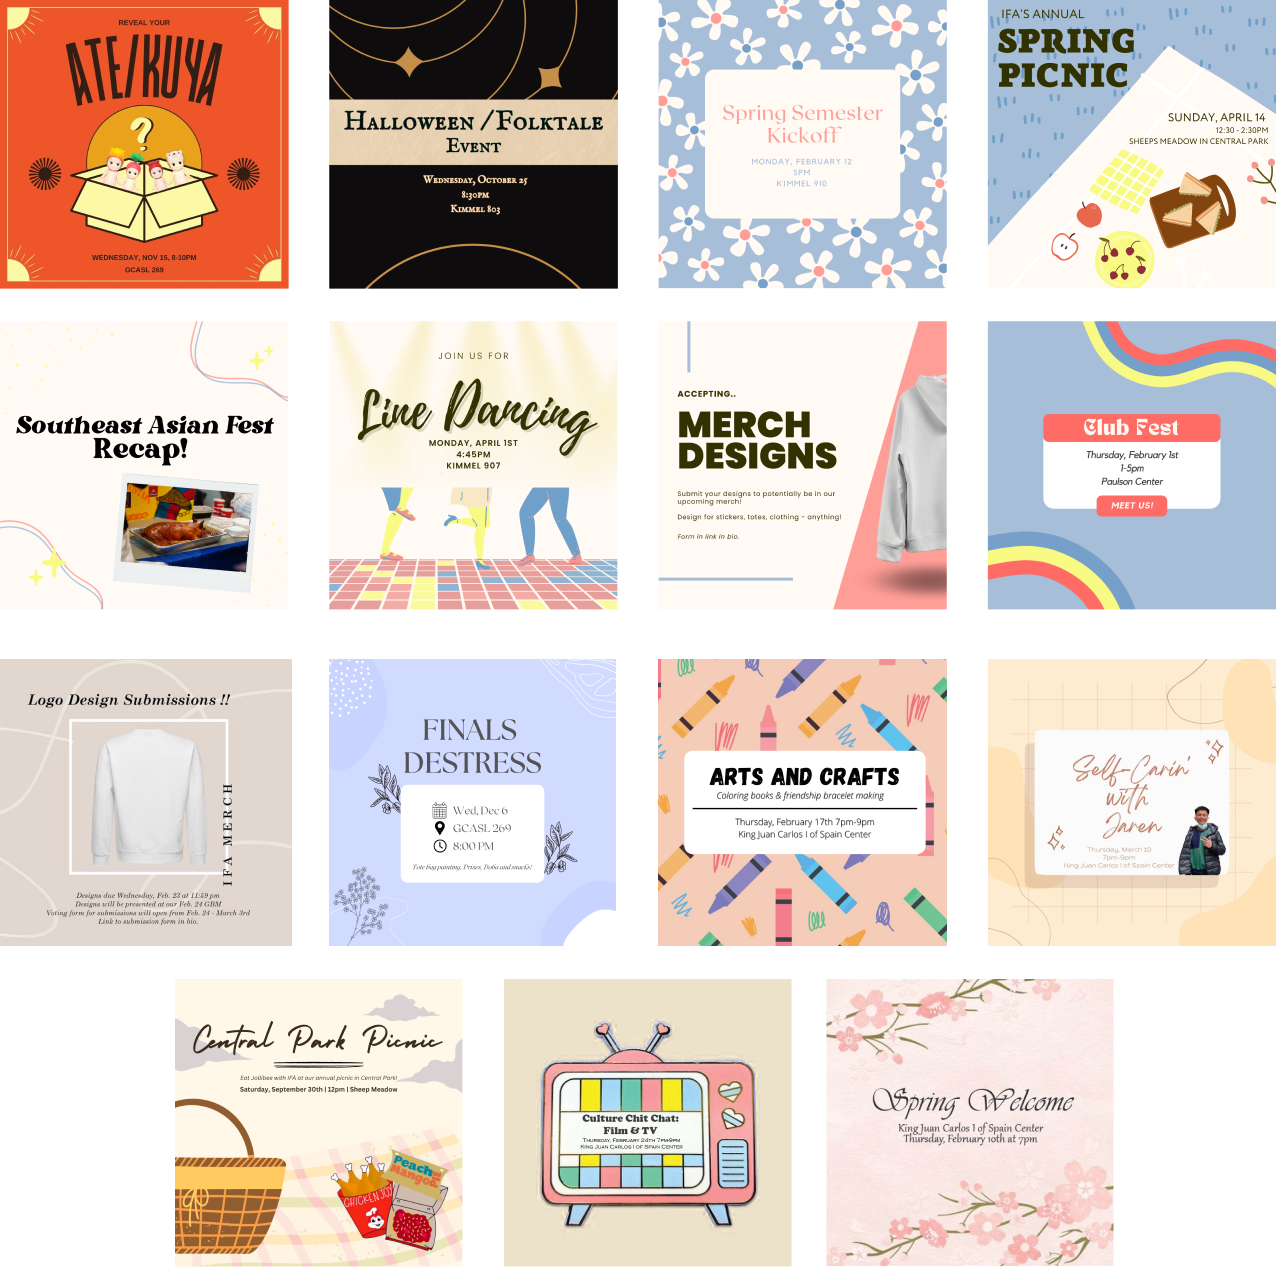 REVEAL YOUR
ATE/KUYA
?
WEDNESDAY, NOV 15, 8-10PM
GCASL 269
HALLOWEEN /FOLKTALE
EVENT
WEDNESDAY, OCTOBER 25
8:30PM
KIMMEL 803
Spring Semester
Kickoff
MONDAY, FEBRUARY 12
5PM
KIMMEL 910
IFA'S ANNUAL
SPRING
PICNIC
SUNDAY, APRIL 14
12:30 - 2:30PM
SHEEPS MEADOW IN CENTRAL PARK
Southeast Asian Fest
Recap!
JOIN US FOR
Line Dancing
MONDAY, APRIL 1ST
4:45PM
KIMMEL 907
ACCEPTING..
MERCH
DESIGNS
Submit your designs to potentially be in our
upcoming merch!
Design for stickers, totes, clothing - anything!
Form in link in bio.
Club Fest
Thursday, February 1st
1-5pm
Paulson Center
MEET US!
Logo Design Submissions !!
IFA MERCH
Designs due Wednesday, Feb. 23 at 11:59 pm
Designs will be presented at our Feb. 24 GBM
Voting form for submissions will open from Feb. 24 - March 3rd
Link to submission form in bio.
FINALS
DESTRESS
Wed, Dec 6
GCASL 269
8:00 PM
Tote bag painting, Prizes, Boba and snacks!
ARTS AND CRAFTS
Coloring books & friendship bracelet making
Thursday, February 17th 7pm-9pm
King Juan Carlos I of Spain Center
Self-Carin'
with
Jaren
Thursday, March 10
7pm-9pm
King Juan Carlos I of Spain Center
Central Park Picnic
Eat Jollibee with IFA at our annual picnic in Central Park!
Saturday, September 30th | 12pm | Sheep Meadow
CHICKEN JOY
Peach
Mango
Culture Chit Chat:
Film & TV
THURSDAY, FEBRUARY 24TH 7PM-9PM
KING JUAN CARLOS I OF SPAIN CENTER
Spring Welcome
King Juan Carlos I of Spain Center
Thursday, February 10th at 7pm